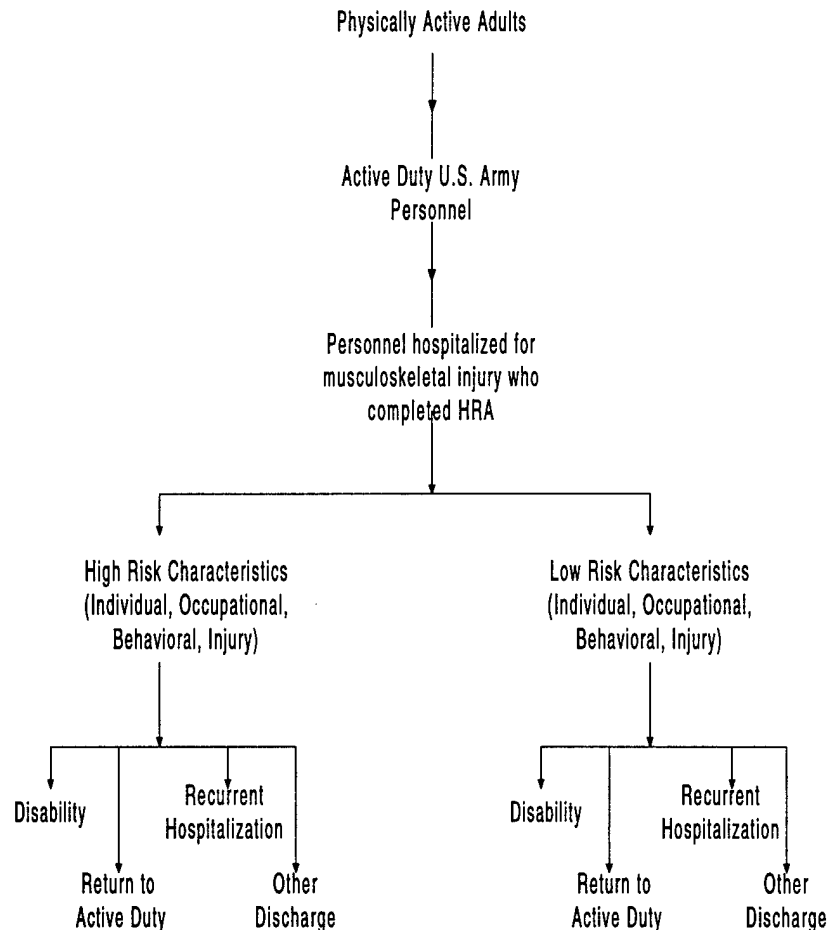 Physically Active Adults
Active Duty U.S. Army
Personnel
Personnel hospitalized for
musculoskeletal injury who
completed HRA
High Risk Characteristics
(Individual, Occupational,
Behavioral, Injury)
Low Risk Characteristics
(Individual, Occupational,
Behavioral, Injury)
Disability
Recurrent
Hospitalization
Return to
Active Duty
Other
Discharge
Disability
Recurrent
Hospitalization
Return to
Active Duty
Other
Discharge